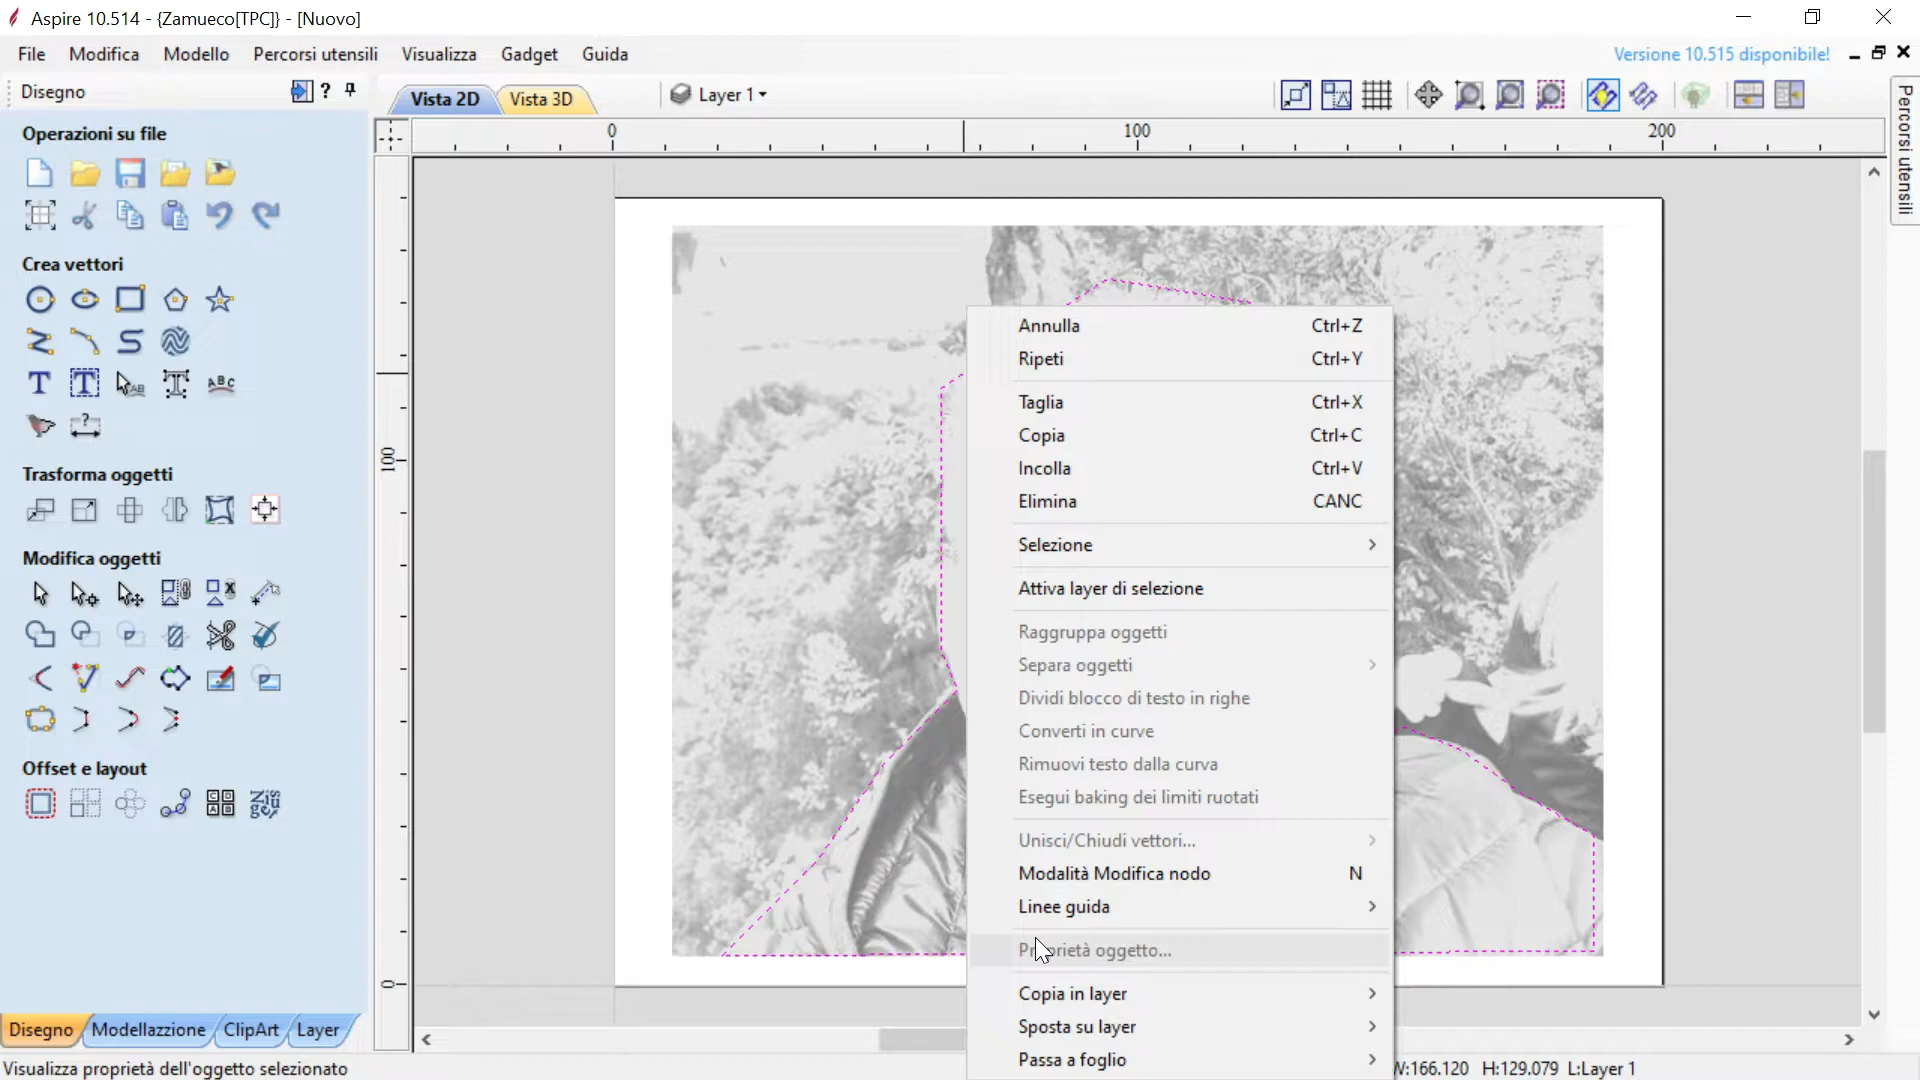 Aspire 10.514 - {Zamueco[TPC]} - [Nuovo]
File Modifica Modello Percorsi utensili Visualizza Gadget Guida
Versione 10.515 disponibile!
Disegno
?
Vista 2D
Vista 3D
Layer 1
Percorsi utensili
0 100 200
Operazioni su file
Crea vettori
Trasforma oggetti
Modifica oggetti
Offset e layout
100
0
Annulla Ctrl+Z
Ripeti Ctrl+Y
Taglia Ctrl+X
Copia Ctrl+C
Incolla Ctrl+V
Elimina CANC
Selezione
Attiva layer di selezione
Raggruppa oggetti
Separa oggetti
Dividi blocco di testo in righe
Converti in curve
Rimuovi testo dalla curva
Esegui baking dei limiti ruotati
Unisci/Chiudi vettori...
Modalità Modifica nodo N
Linee guida
Proprietà oggetto...
Copia in layer
Sposta su layer
Passa a foglio
Disegno Modellazzione ClipArt Layer
Visualizza proprietà dell'oggetto selezionato
W:166.120 H:129.079 L:Layer 1